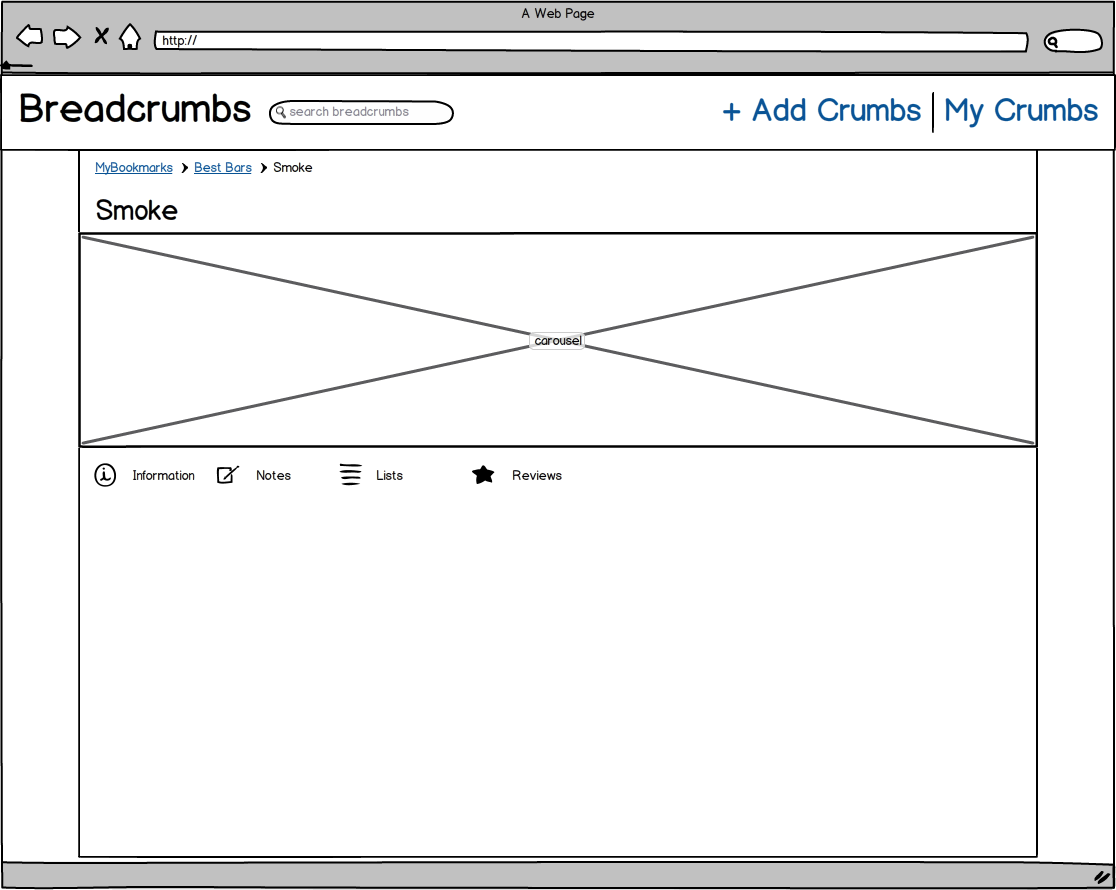 A Web Page
http://
Breadcrumbs
search breadcrumbs
+ Add Crumbs
My Crumbs
MyBookmarks
Best Bars
Smoke
Smoke
carousel
Information
Notes
Lists
Reviews